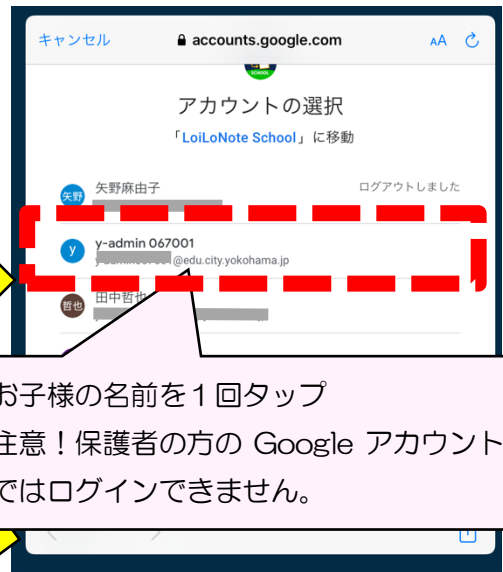 キャンセル
accounts.google.com
AA
SCHOOL
アカウントの選択
「LoiLoNote School」に移動
矢野
矢野麻由子
ログアウトしました
y
y-admin 067001
@edu.city.yokohama.jp
哲也
田中哲也
お子様の名前を1回タップ
注意！保護者の方の Google アカウント
ではログインできません。